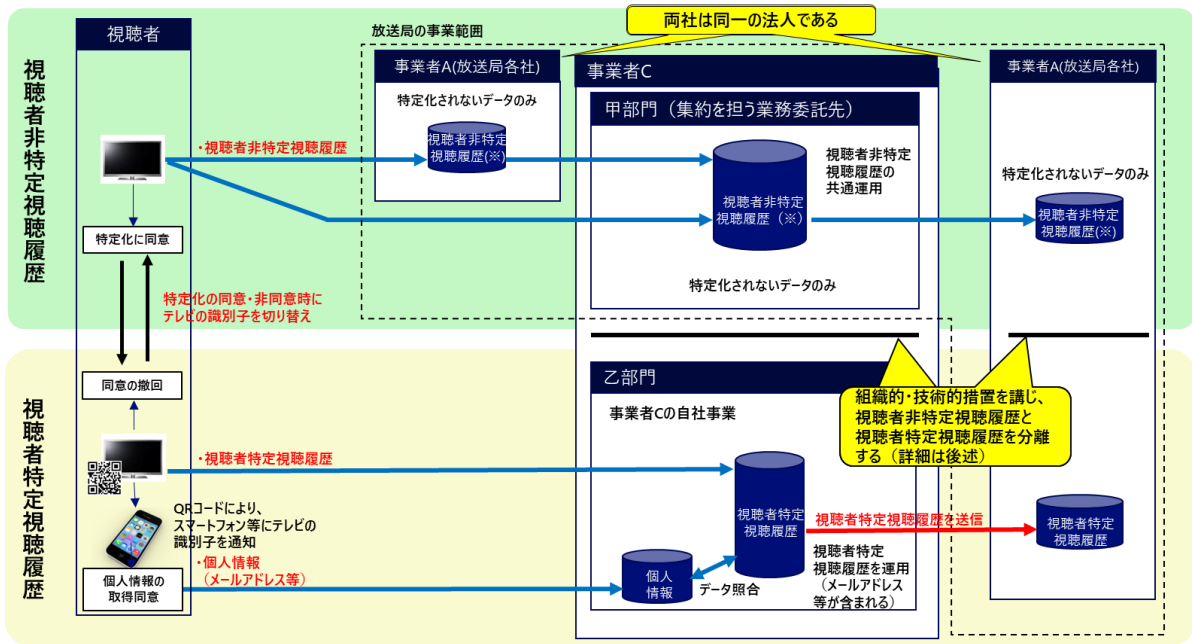 両社は同一の法人である
視聴者
放送局の事業範囲
視聴者非特定視聴履歴
事業者A(放送局各社)
特定化されないデータのみ
視聴者非特定
視聴履歴(※)
事業者C
甲部門（集約を担う業務委託先）
視聴者非特定
視聴履歴の
共通運用
視聴者非特定
視聴履歴（※）
特定化されないデータのみ
事業者A(放送局各社)
特定化されないデータのみ
視聴者非特定
視聴履歴(※)
・視聴者非特定視聴履歴
特定化に同意
特定化の同意・非同意時に
テレビの識別子を切り替え
視聴者特定視聴履歴
同意の撤回
・視聴者特定視聴履歴
QRコードにより、
スマートフォン等にテレビの
識別子を通知
・個人情報
（メールアドレス等）
個人情報の
取得同意
乙部門
事業者Cの自社事業
組織的・技術的措置を講じ、
視聴者非特定視聴履歴と
視聴者特定視聴履歴を分離
する（詳細は後述）
視聴者特定
視聴履歴
視聴者特定視聴履歴を送信
視聴者特定
視聴履歴を運用
（メールアドレス
等が含まれる）
個人
情報
データ照合
視聴者特定
視聴履歴